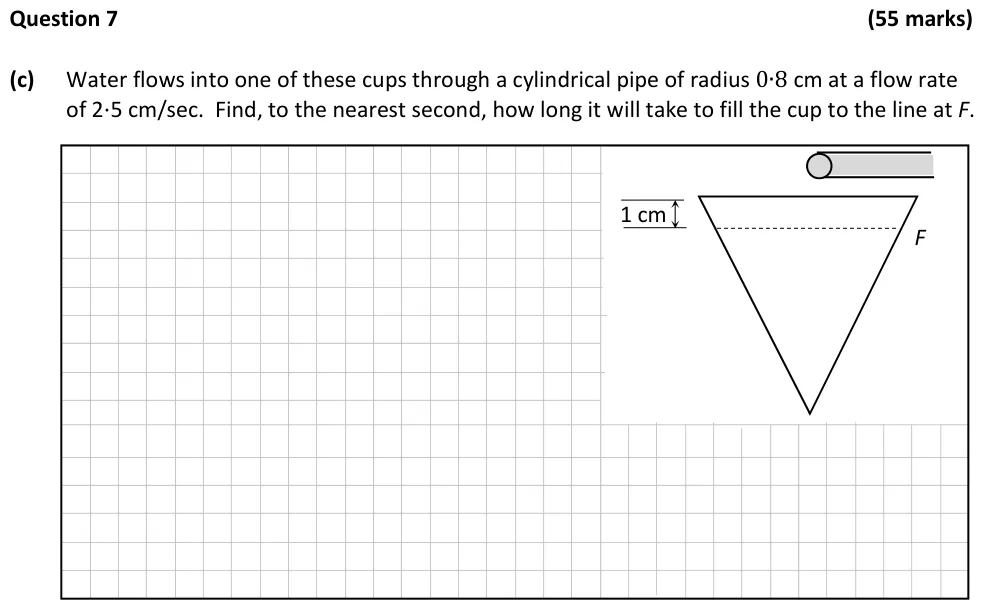 Question 7 (55 marks)
(c) Water flows into one of these cups through a cylindrical pipe of radius 0·8 cm at a flow rate
of 2·5 cm/sec. Find, to the nearest second, how long it will take to fill the cup to the line at F.
1 cm
F